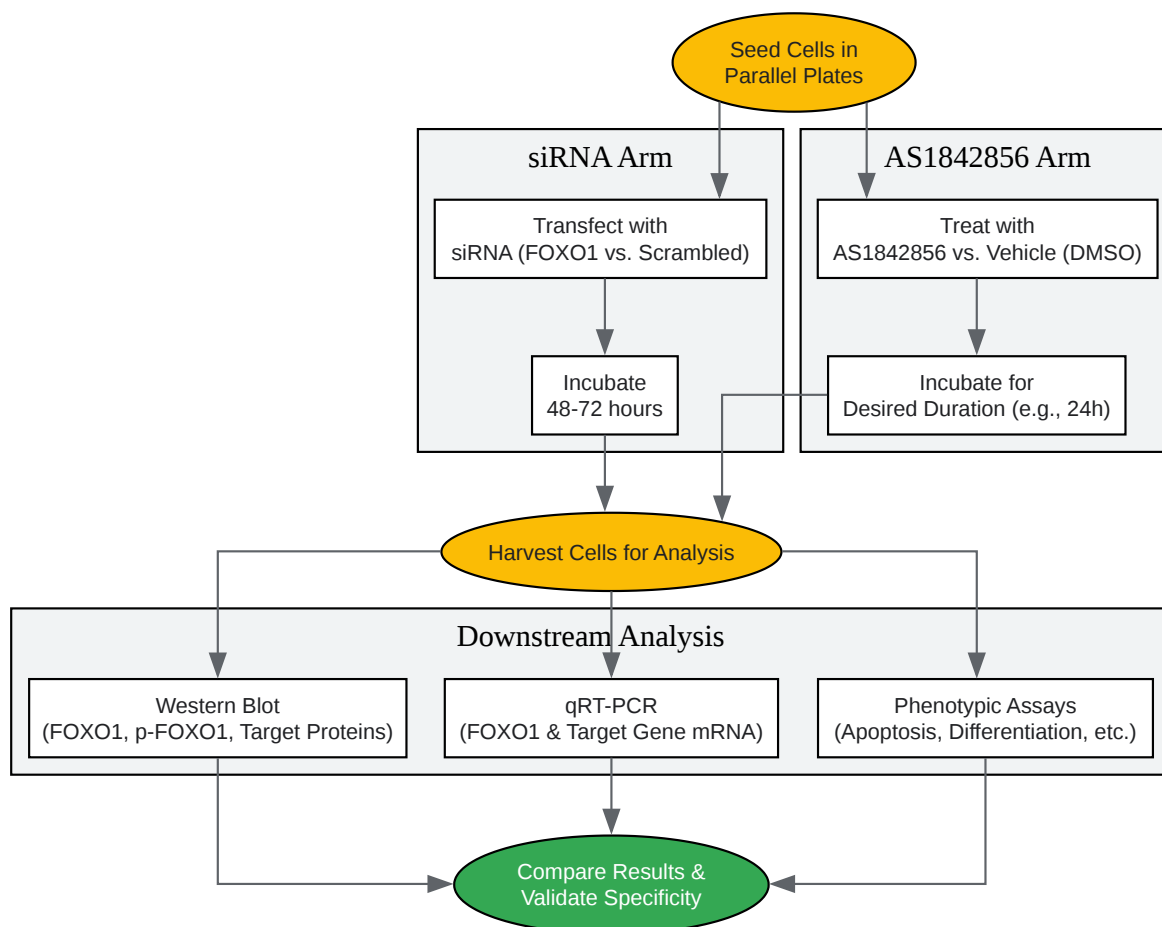 Seed Cells in
Parallel Plates
siRNA Arm
Transfect with
siRNA (FOXO1 vs. Scrambled)
Incubate
48-72 hours
AS1842856 Arm
Treat with
AS1842856 vs. Vehicle (DMSO)
Incubate for
Desired Duration (e.g., 24h)
Harvest Cells for Analysis
Downstream Analysis
Western Blot
(FOXO1, p-FOXO1, Target Proteins)
qRT-PCR
(FOXO1 & Target Gene mRNA)
Phenotypic Assays
(Apoptosis, Differentiation, etc.)
Compare Results &
Validate Specificity